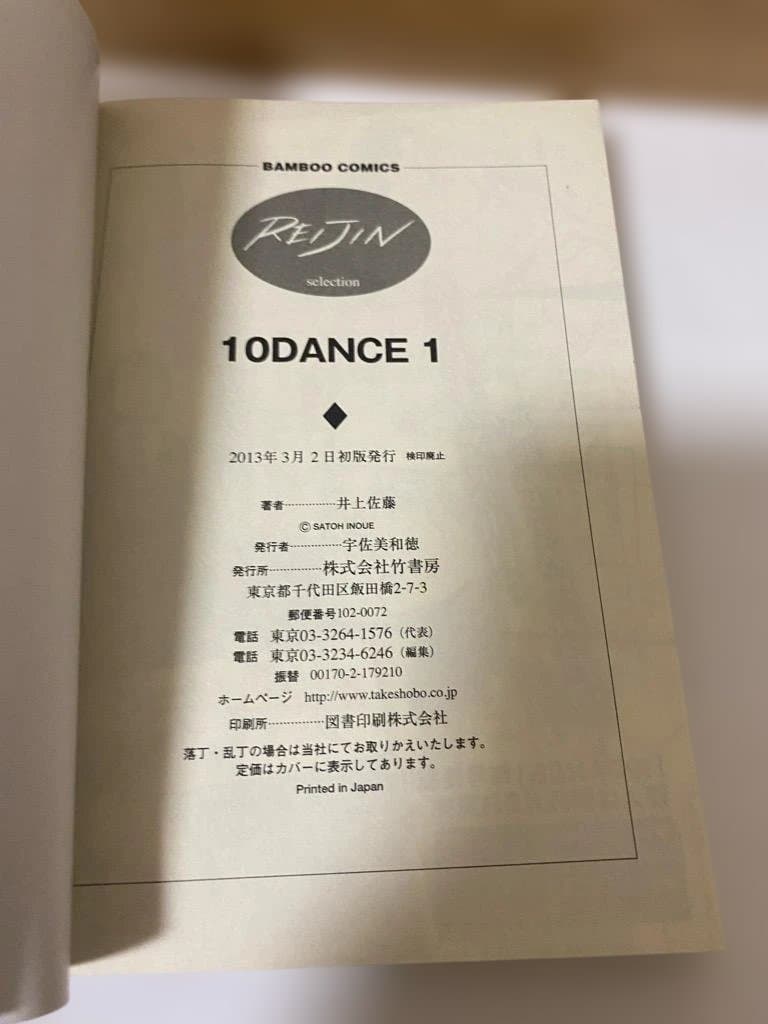 BAMBOO COMICS
REIJIN
selection
10DANCE 1
◆
2013年3月2日初版発行 検印廃止
著者……………井上佐藤
Ⓒ SATOH INOUE
発行者……………宇佐美和徳
発行所……………株式会社竹書房
東京都千代田区飯田橋2-7-3
郵便番号102-0072
電話 東京03-3264-1576（代表）
電話 東京03-3234-6246（編集）
振替 00170-2-179210
ホームページ http://www.takeshobo.co.jp
印刷所……………図書印刷株式会社
落丁・乱丁の場合は当社にてお取りかえいたします。
定価はカバーに表示してあります。
Printed in Japan